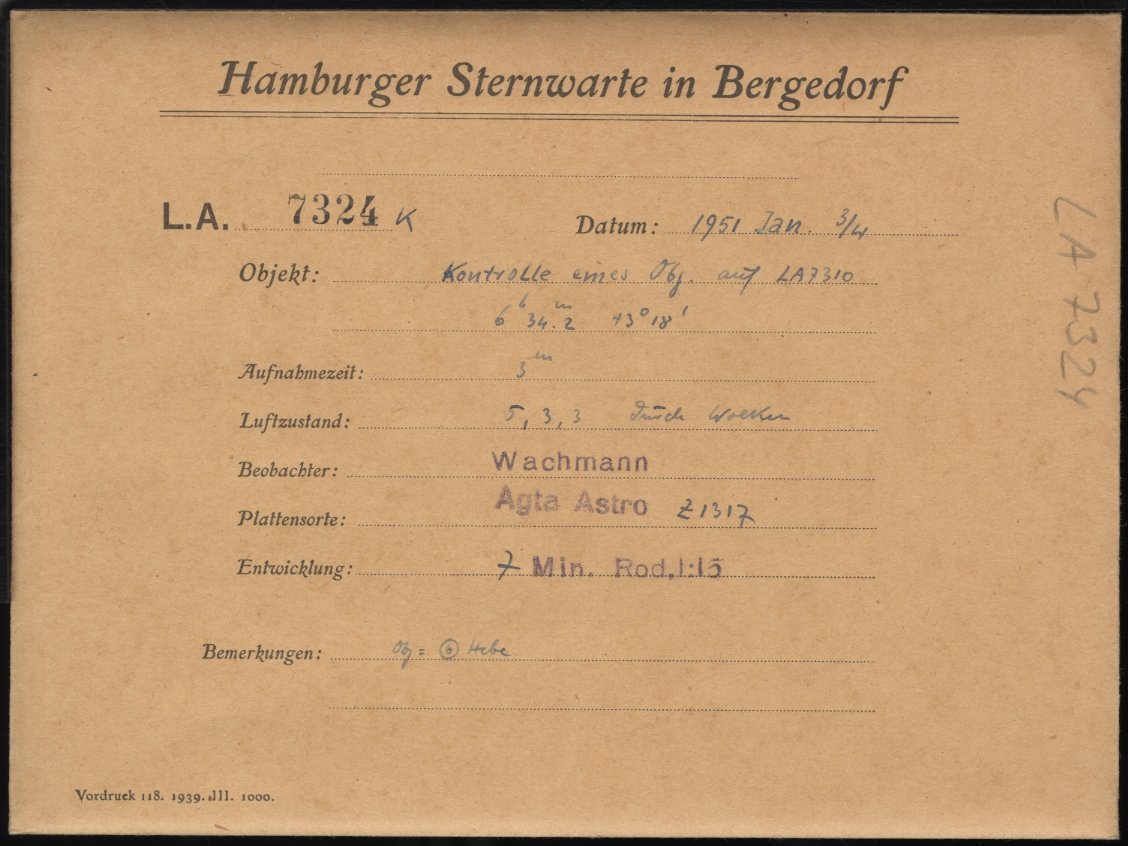 Hamburger Sternwarte in Bergedorf
L.A. 7324 K
Datum: 1951 Jan. 3/4
Objekt: Kontrolle eines Obj. auf LA7310
6ʰ 34.ᵐ2 +3° 18'
Aufnahmezeit: 3ᵐ
Luftzustand: 5, 3, 3 durch Wolken
Beobachter: Wachmann
Plattensorte: Agfa Astro Z1317
Entwicklung: 7 Min. Rod. 1:15
Bemerkungen: Obj = ⑥ Hebe
Vordruck 118. 1939. III. 1000.
LA 7324